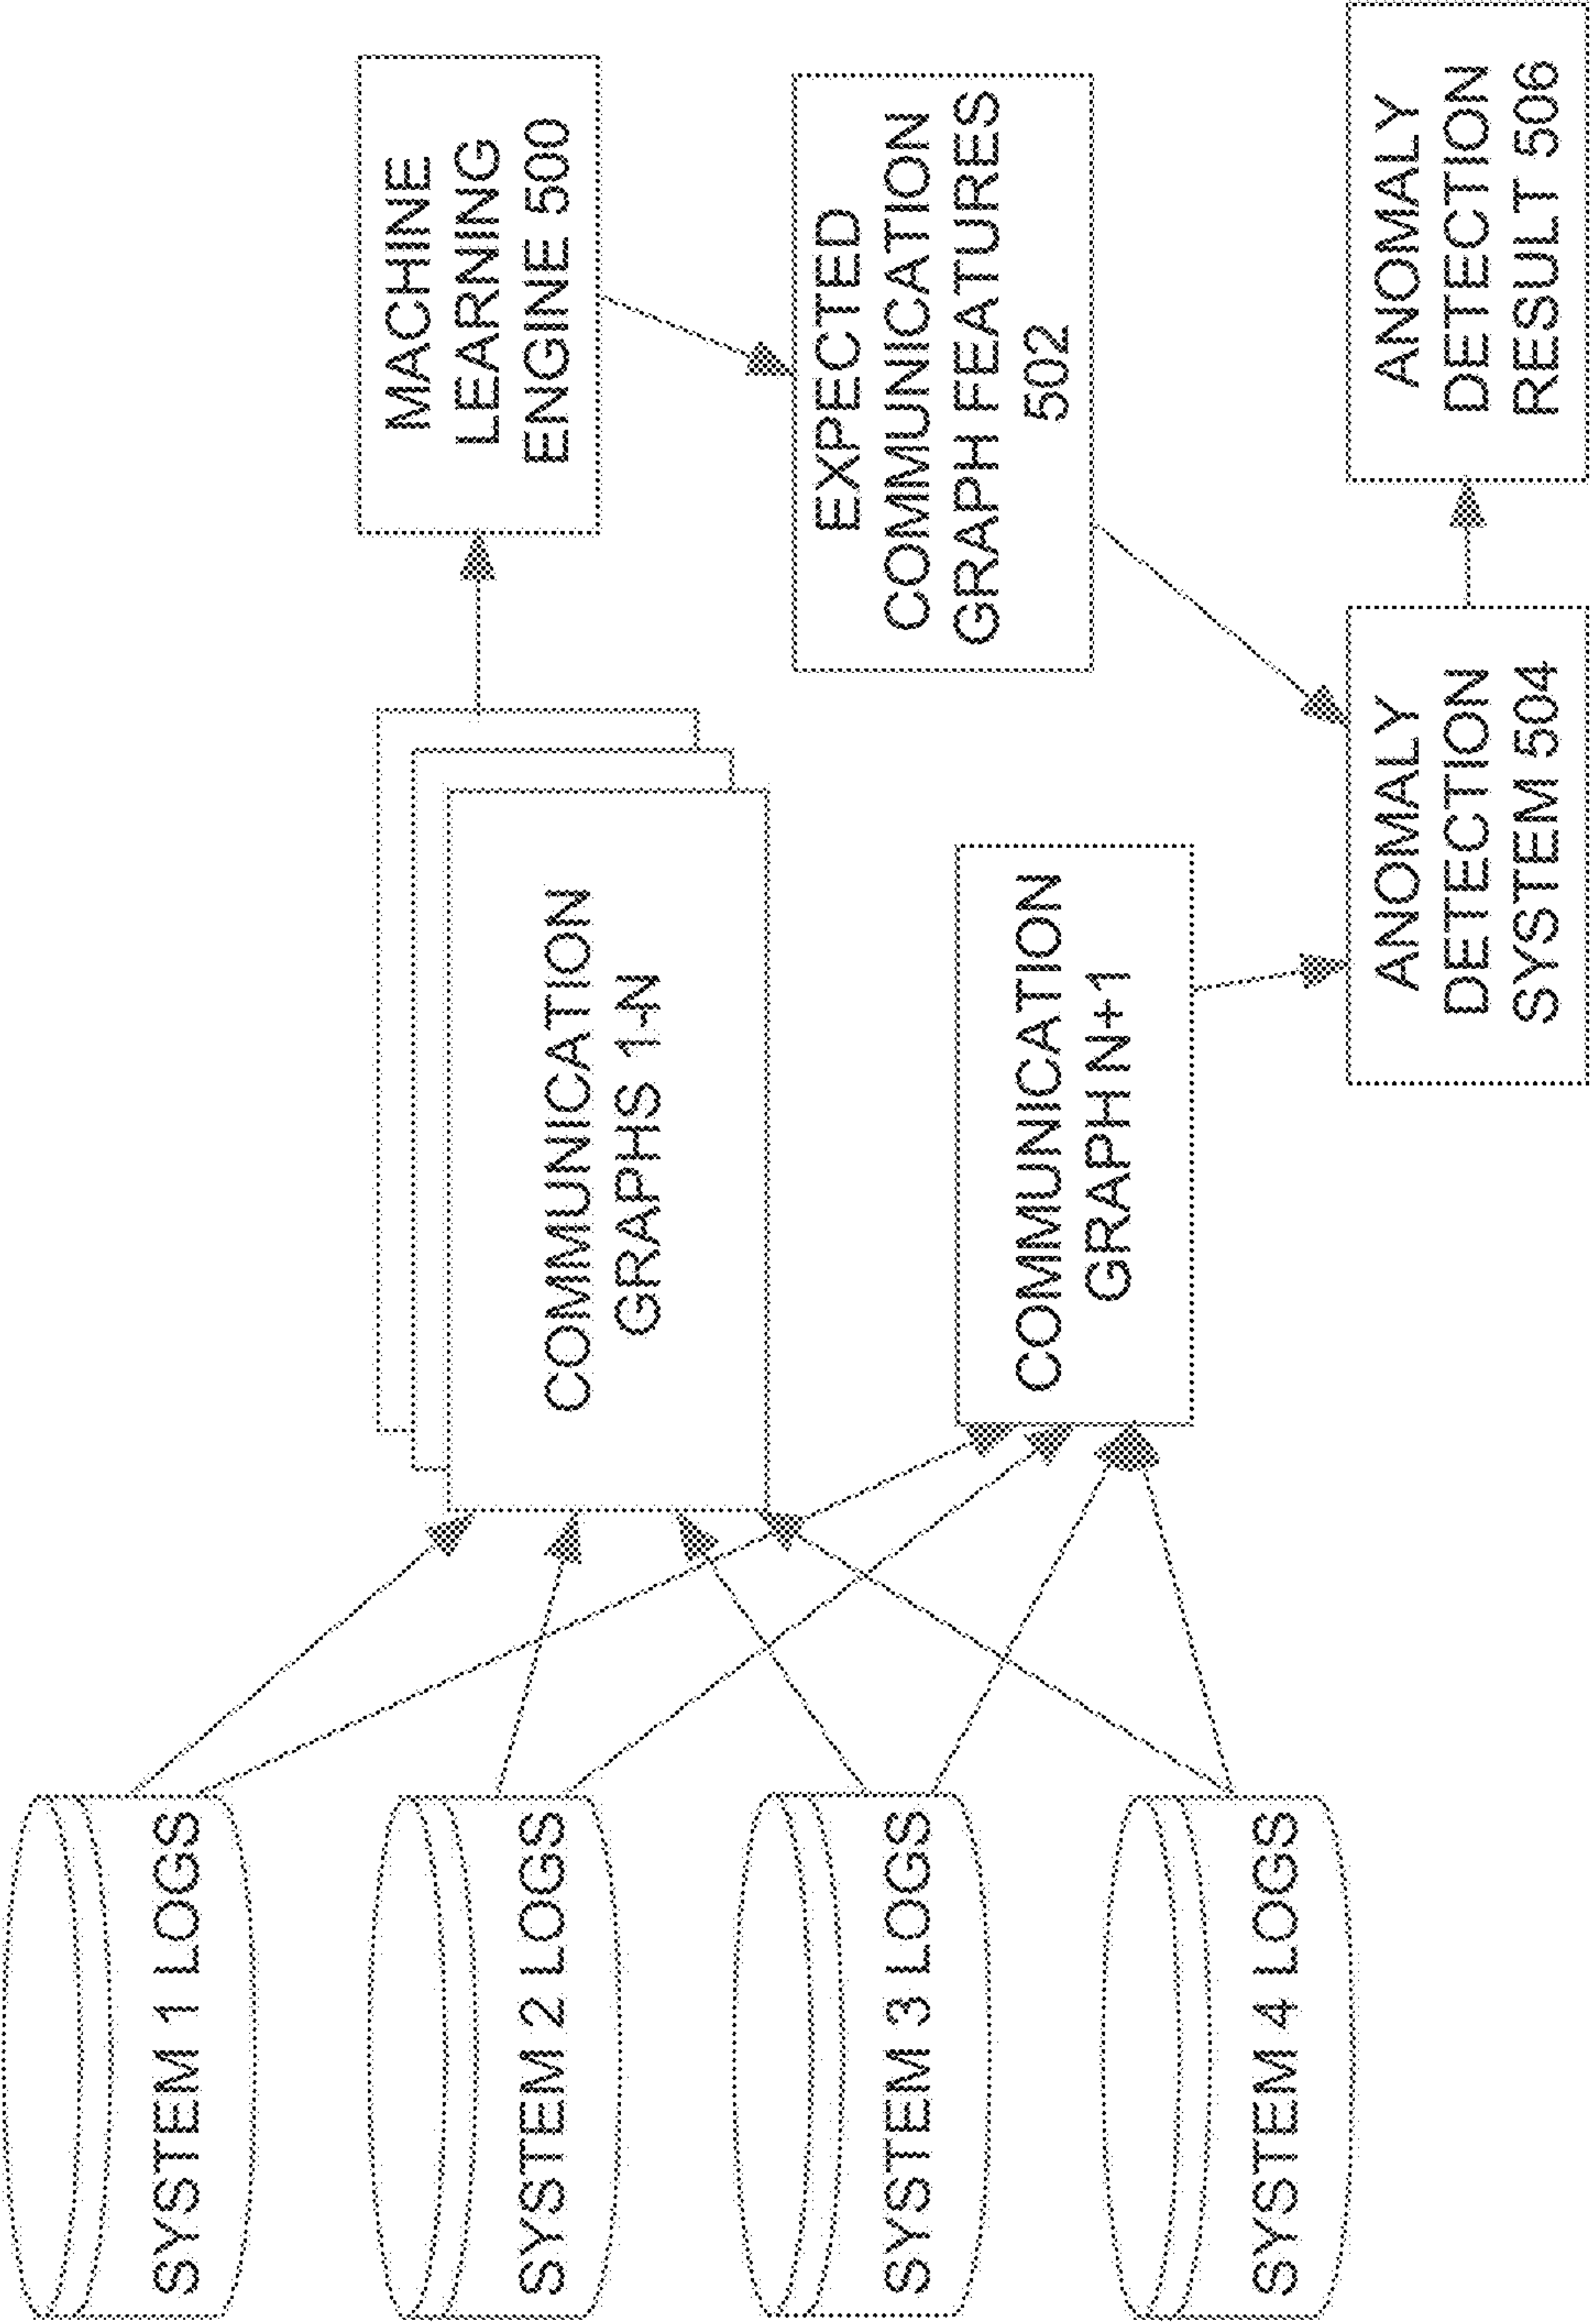 SYSTEM 1 LOGS
SYSTEM 2 LOGS
SYSTEM 3 LOGS
SYSTEM 4 LOGS
COMMUNICATION
GRAPHS 1-N
COMMUNICATION
GRAPH N+1
MACHINE
LEARNING
ENGINE 500
EXPECTED
COMMUNICATION
GRAPH FEATURES
502
ANOMALY
DETECTION
SYSTEM 504
ANOMALY
DETECTION
RESULT 506